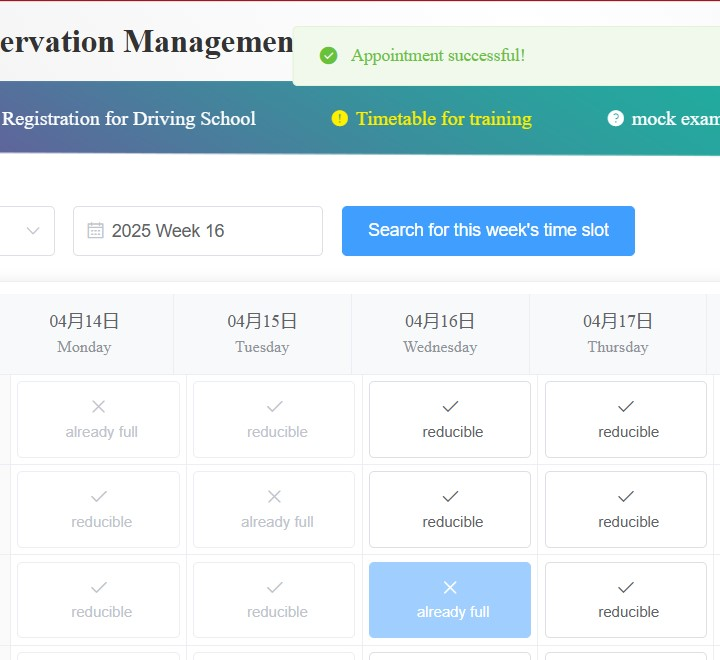 ervation Managemen
Appointment successful!
Registration for Driving School
Timetable for training
mock exam
2025 Week 16
Search for this week's time slot
04月14日
04月15日
04月16日
04月17日
Monday
Tuesday
Wednesday
Thursday
already full
reducible
reducible
reducible
reducible
already full
reducible
reducible
reducible
reducible
already full
reducible